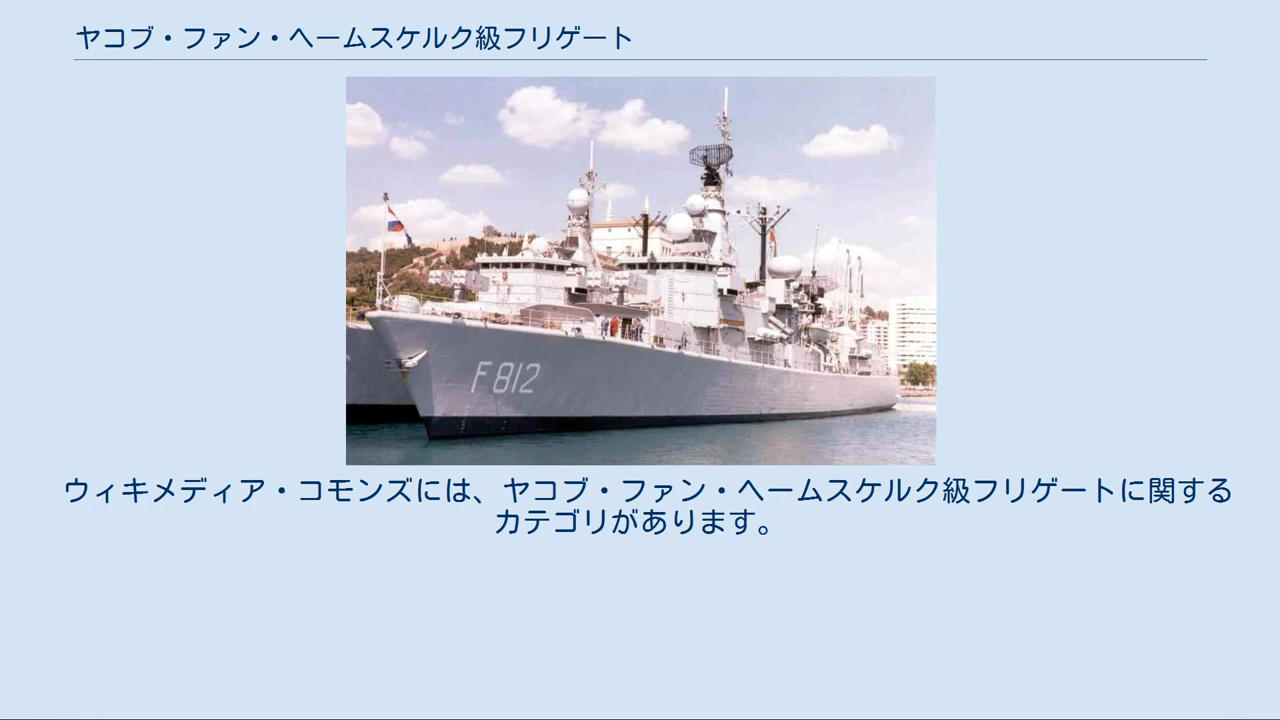 ヤコブ・ファン・ヘームスケルク級フリゲート
F812
ウィキメディア・コモンズには、ヤコブ・ファン・ヘームスケルク級フリゲートに関する
カテゴリがあります。